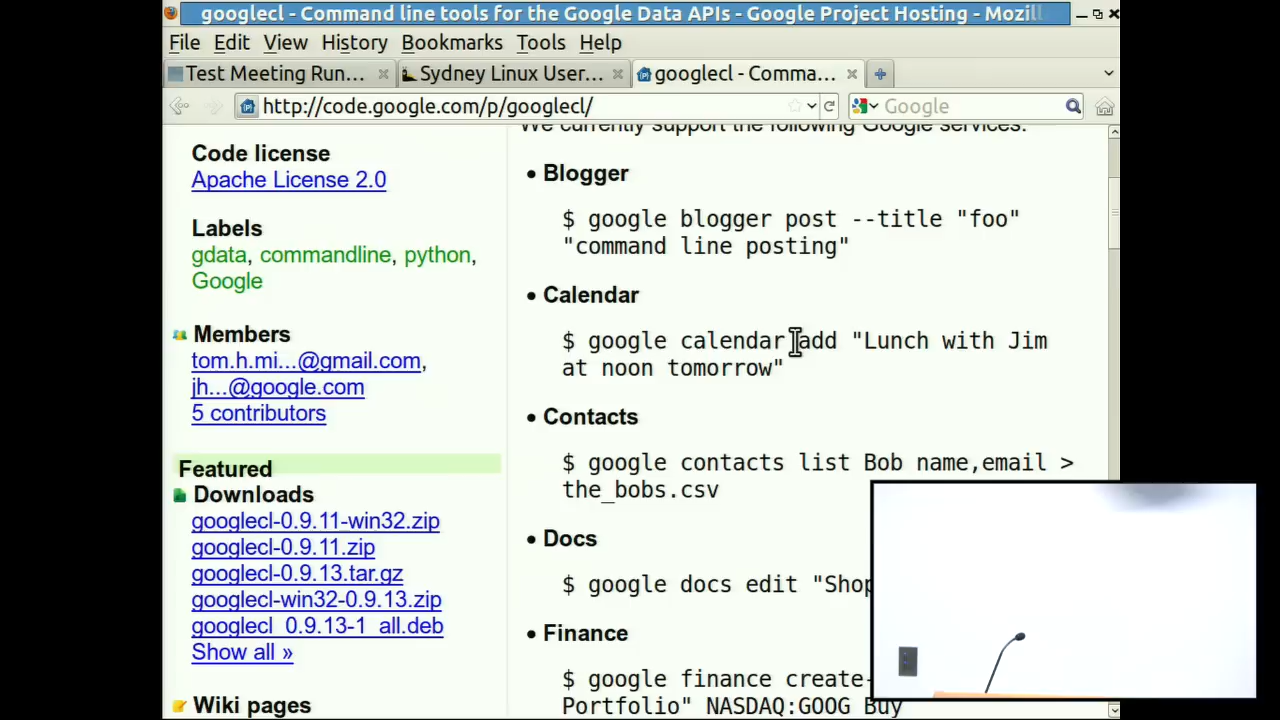 googlecl - Command line tools for the Google Data APIs - Google Project Hosting - Mozill
File Edit View History Bookmarks Tools Help
Test Meeting Run... Sydney Linux User... googlecl - Comma...
http://code.google.com/p/googlecl/ Google
We currently support the following Google services:
Code license
Apache License 2.0
Labels
gdata, commandline, python,
Google
Members
tom.h.mi...@gmail.com,
jh...@google.com
5 contributors
Featured
Downloads
googlecl-0.9.11-win32.zip
googlecl-0.9.11.zip
googlecl-0.9.13.tar.gz
googlecl-win32-0.9.13.zip
googlecl_0.9.13-1_all.deb
Show all »
Wiki pages
• Blogger
$ google blogger post --title "foo"
"command line posting"
• Calendar
$ google calendar add "Lunch with Jim
at noon tomorrow"
• Contacts
$ google contacts list Bob name,email >
the_bobs.csv
• Docs
$ google docs edit "Shop
• Finance
$ google finance create-
Portfolio" NASDAQ:GOOG Buy